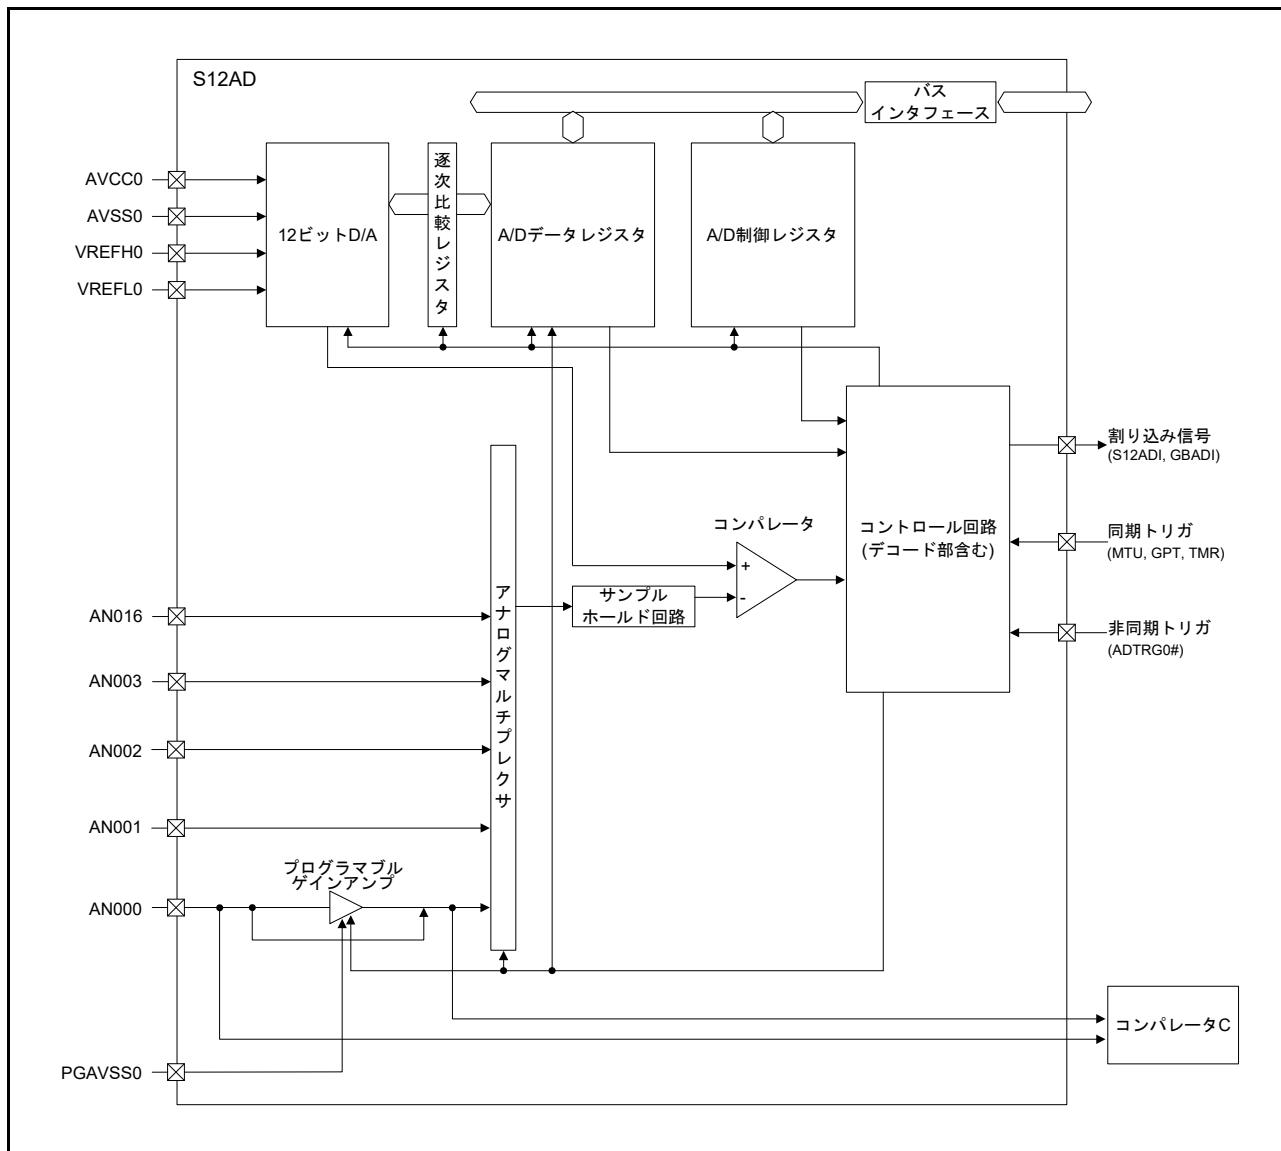 S12AD
バス
インタフェース
AVCC0
AVSS0
VREFH0
VREFL0
12ビットD/A
逐次比較レジスタ
A/Dデータレジスタ
A/D制御レジスタ
割り込み信号
(S12ADI, GBADI)
コンパレータ
コントロール回路
(デコード部含む)
同期トリガ
(MTU, GPT, TMR)
+
-
サンプル
ホールド回路
アナログマルチプレクサ
非同期トリガ
(ADTRG0#)
AN016
AN003
AN002
AN001
プログラマブル
ゲインアンプ
AN000
コンパレータC
PGAVSS0